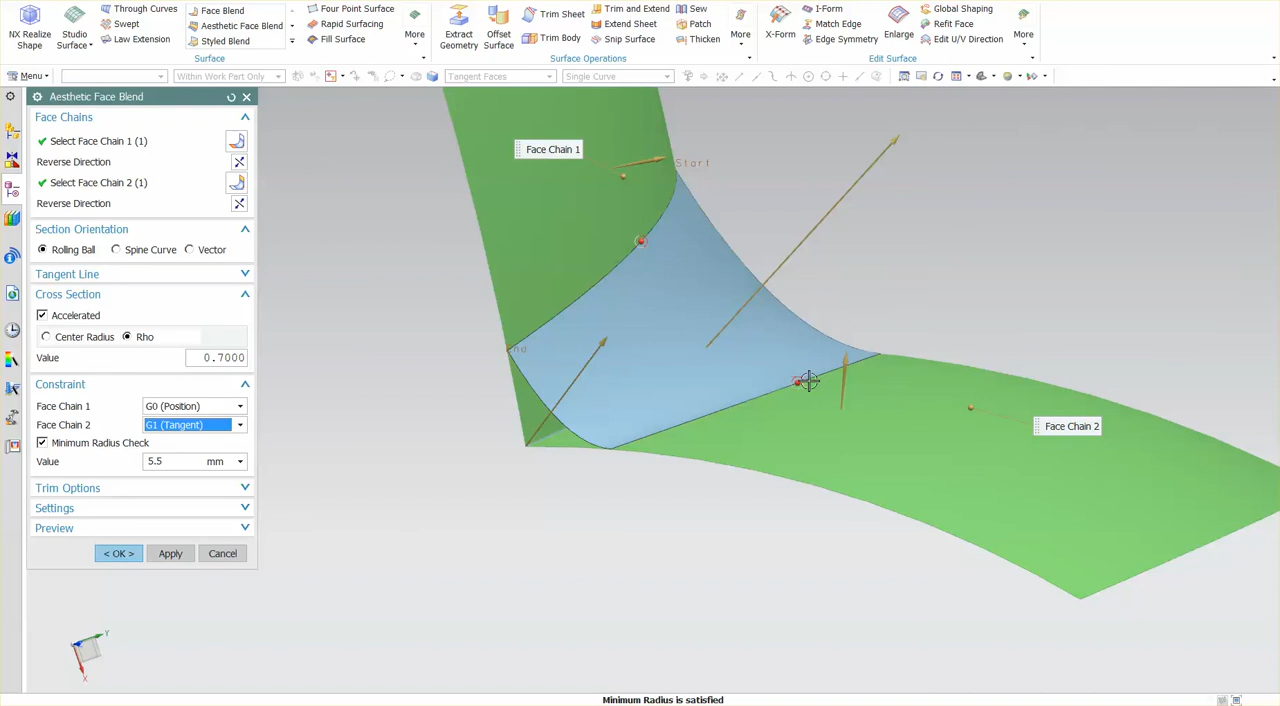 NX Realize Shape
Studio Surface
Through Curves
Swept
Law Extension
Face Blend
Aesthetic Face Blend
Styled Blend
Four Point Surface
Rapid Surfacing
Fill Surface
More
Surface
Extract Geometry
Offset Surface
Trim Sheet
Trim Body
Trim and Extend
Extend Sheet
Snip Surface
Sew
Patch
Thicken
More
Surface Operations
X-Form
I-Form
Match Edge
Edge Symmetry
Enlarge
Global Shaping
Refit Face
Edit U/V Direction
More
Edit Surface
Menu
Within Work Part Only
Tangent Faces
Single Curve
Aesthetic Face Blend
Face Chains
Select Face Chain 1 (1)
Reverse Direction
Select Face Chain 2 (1)
Reverse Direction
Section Orientation
Rolling Ball
Spine Curve
Vector
Tangent Line
Cross Section
Accelerated
Center Radius
Rho
Value 0.7000
Constraint
Face Chain 1 G0 (Position)
Face Chain 2 G1 (Tangent)
Minimum Radius Check
Value 5.5 mm
Trim Options
Settings
Preview
< OK >
Apply
Cancel
Face Chain 1
Start
End
Face Chain 2
Y
X
Minimum Radius is satisfied